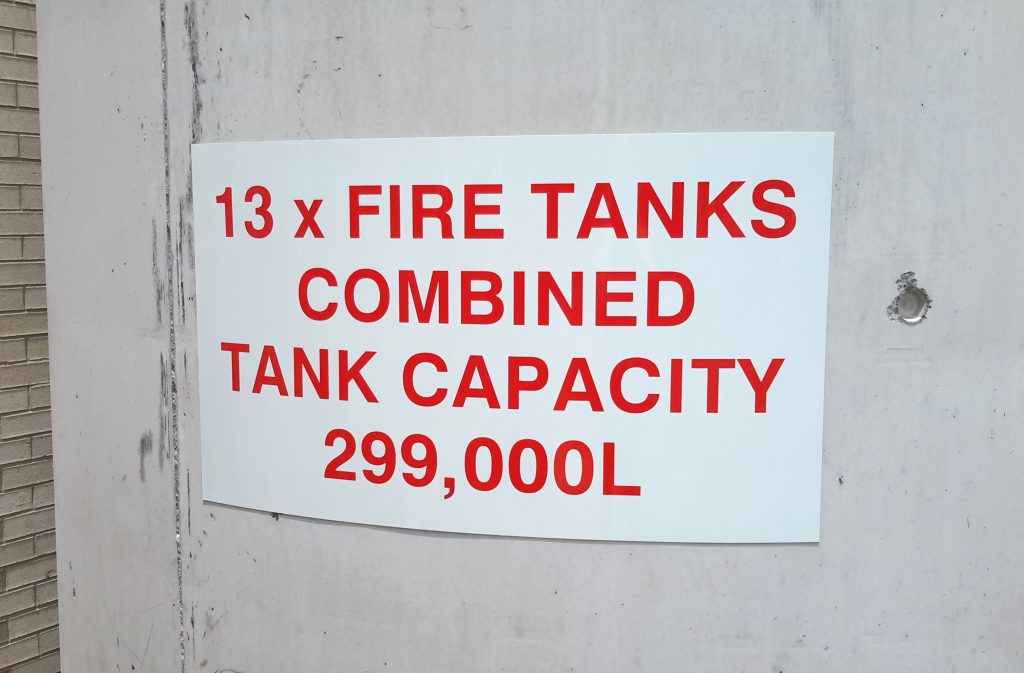 13 x FIRE TANKS
COMBINED
TANK CAPACITY
299,000L